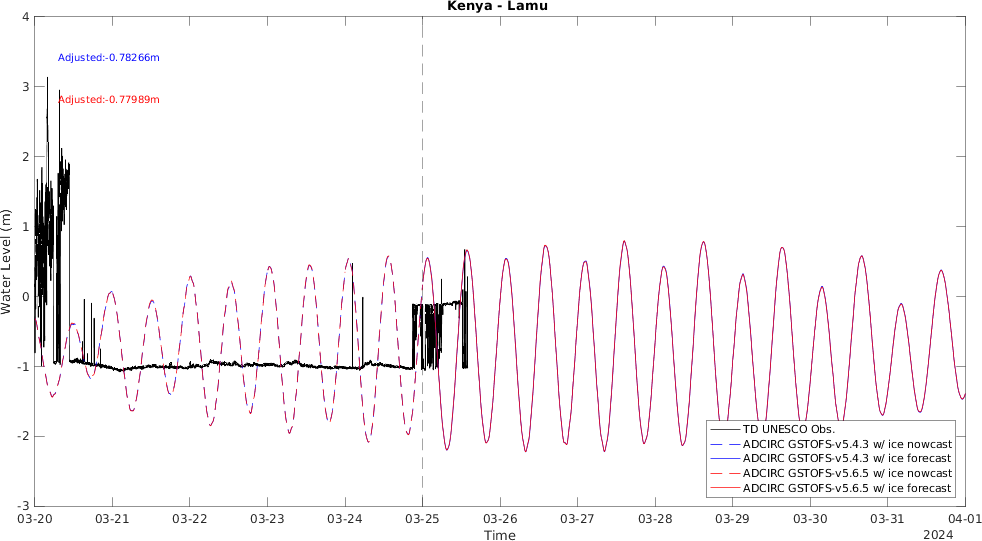 Kenya - Lamu
4
3
2
1
0
-1
-2
-3
Water Level (m)
Adjusted:-0.78266m
Adjusted:-0.77989m
TD UNESCO Obs.
ADCIRC GSTOFS-v5.4.3 w/ ice nowcast
ADCIRC GSTOFS-v5.4.3 w/ ice forecast
ADCIRC GSTOFS-v5.6.5 w/ ice nowcast
ADCIRC GSTOFS-v5.6.5 w/ ice forecast
03-20 03-21 03-22 03-23 03-24 03-25 03-26 03-27 03-28 03-29 03-30 03-31 04-01
Time
2024